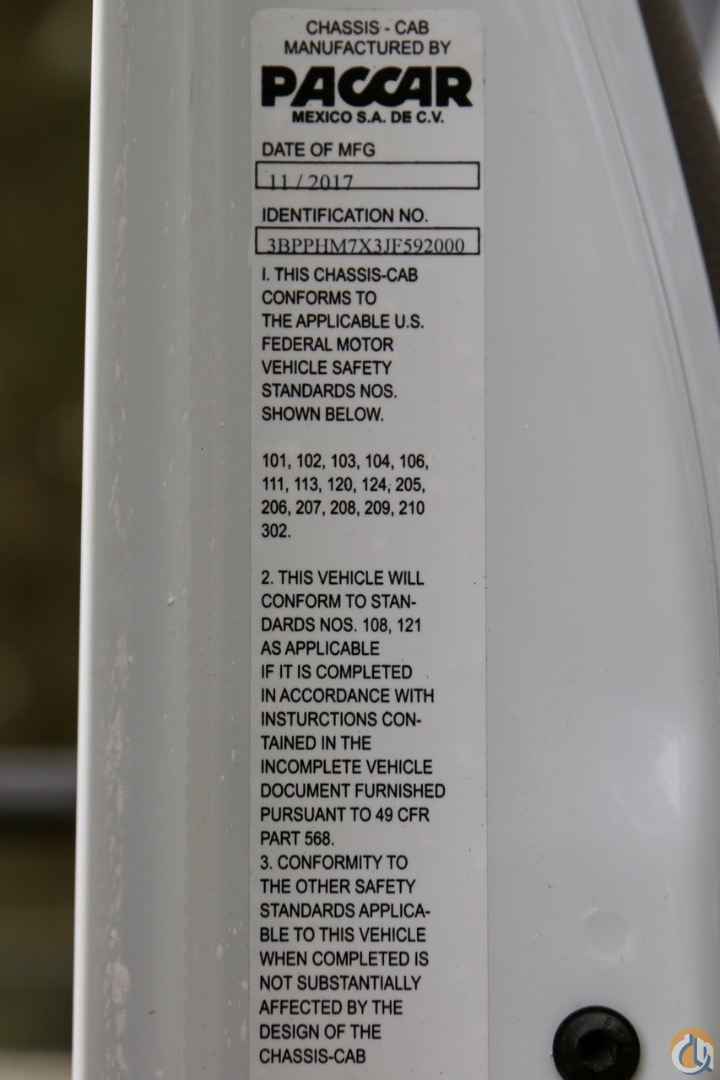 CHASSIS - CAB
MANUFACTURED BY
PACCAR
MEXICO S.A. DE C.V.
DATE OF MFG
11 / 2017
IDENTIFICATION NO.
3BPPHM7X3JF592000
I. THIS CHASSIS-CAB
CONFORMS TO
THE APPLICABLE U.S.
FEDERAL MOTOR
VEHICLE SAFETY
STANDARDS NOS.
SHOWN BELOW.
101, 102, 103, 104, 106,
111, 113, 120, 124, 205,
206, 207, 208, 209, 210
302.
2. THIS VEHICLE WILL
CONFORM TO STAN-
DARDS NOS. 108, 121
AS APPLICABLE
IF IT IS COMPLETED
IN ACCORDANCE WITH
INSTURCTIONS CON-
TAINED IN THE
INCOMPLETE VEHICLE
DOCUMENT FURNISHED
PURSUANT TO 49 CFR
PART 568.
3. CONFORMITY TO
THE OTHER SAFETY
STANDARDS APPLICA-
BLE TO THIS VEHICLE
WHEN COMPLETED IS
NOT SUBSTANTIALLY
AFFECTED BY THE
DESIGN OF THE
CHASSIS-CAB